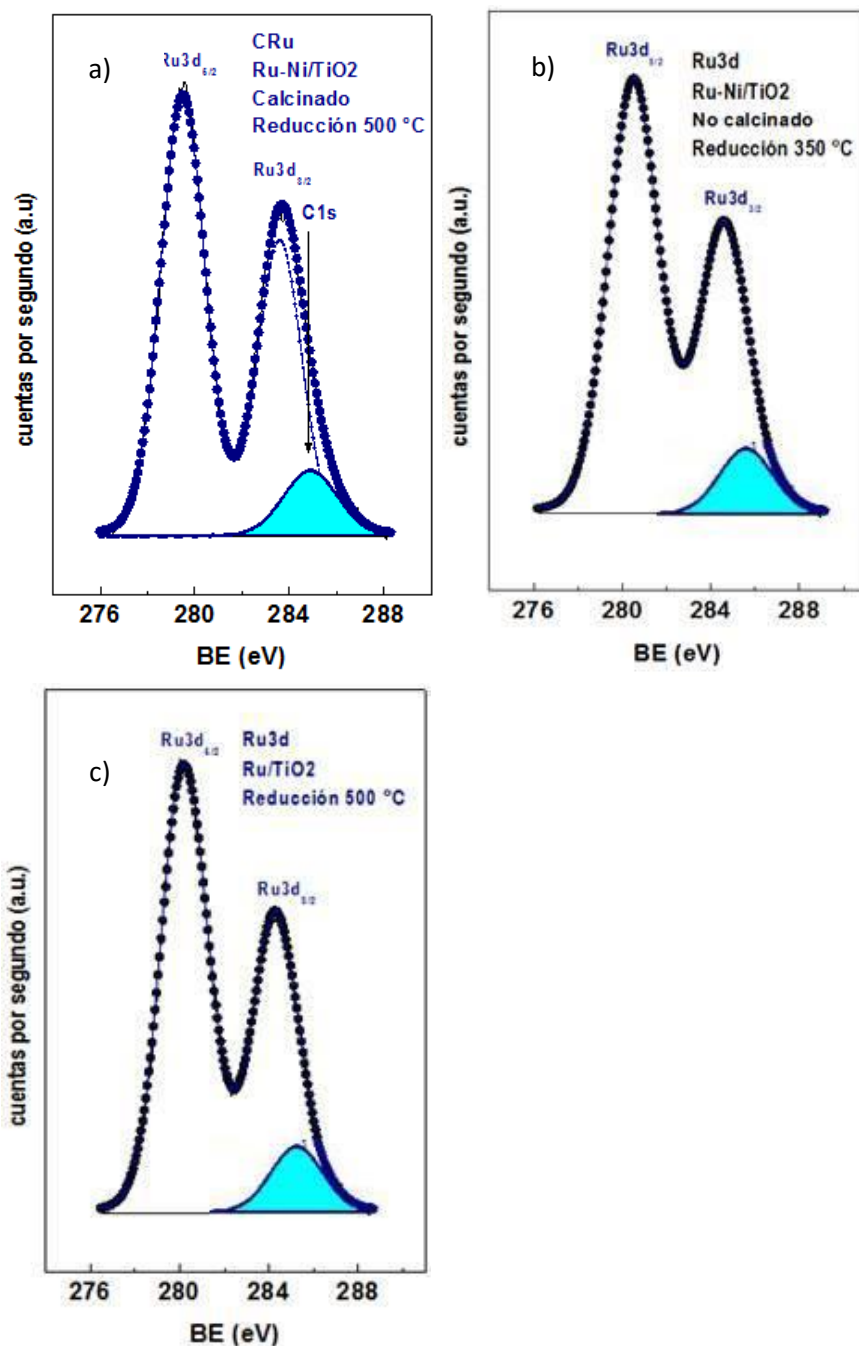 a)
Ru3d5/2
CRu
Ru-Ni/TiO2
Calcinado
Reducción 500 °C
Ru3d3/2
C1s
cuentas por segundo (a.u)
276 280 284 288
BE (eV)
b)
Ru3d5/2
Ru3d
Ru-Ni/TiO2
No calcinado
Reducción 350 °C
Ru3d3/2
cuentas por segundo (a.u.)
276 280 284 288
BE (eV)
c)
Ru3d5/2
Ru3d
Ru/TiO2
Reducción 500 °C
Ru3d3/2
cuentas por segundo (a.u.)
276 280 284 288
BE (eV)